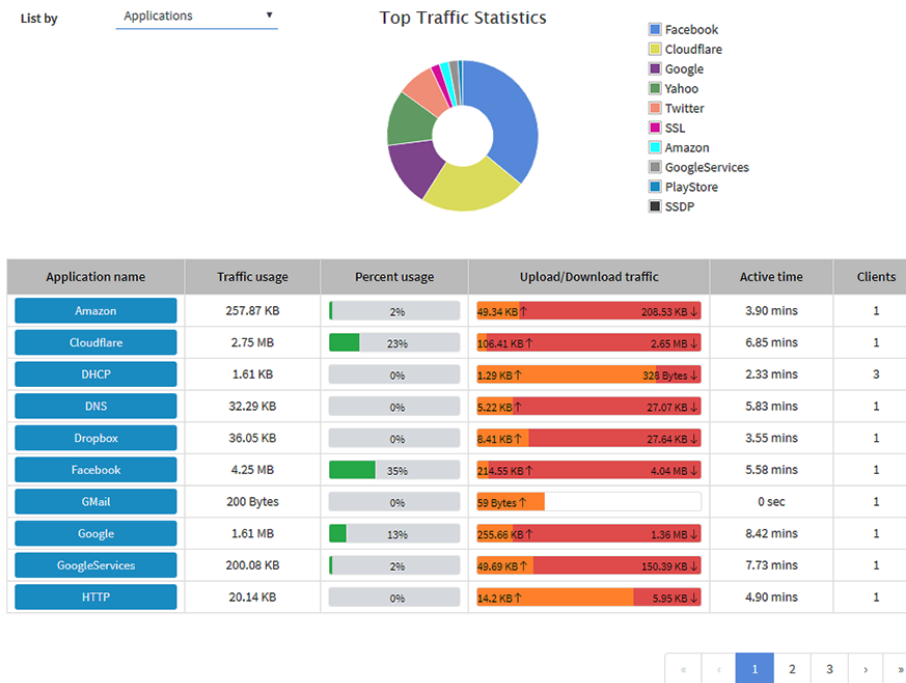 List by Applications ▼
Top Traffic Statistics
Facebook
Cloudflare
Google
Yahoo
Twitter
SSL
Amazon
GoogleServices
PlayStore
SSDP
Application name Traffic usage Percent usage Upload/Download traffic Active time Clients
Amazon 257.87 KB 2% 49.34 KB↑ 208.53 KB↓ 3.90 mins 1
Cloudflare 2.75 MB 23% 106.41 KB↑ 2.65 MB↓ 6.85 mins 1
DHCP 1.61 KB 0% 1.29 KB↑ 328 Bytes↓ 2.33 mins 3
DNS 32.29 KB 0% 5.22 KB↑ 27.07 KB↓ 5.83 mins 1
Dropbox 36.05 KB 0% 8.41 KB↑ 27.64 KB↓ 3.55 mins 1
Facebook 4.25 MB 35% 214.55 KB↑ 4.04 MB↓ 5.58 mins 1
GMail 200 Bytes 0% 59 Bytes↑ 0 sec 1
Google 1.61 MB 13% 255.66 KB↑ 1.36 MB↓ 8.42 mins 1
GoogleServices 200.08 KB 2% 49.69 KB↑ 150.39 KB↓ 7.73 mins 1
HTTP 20.14 KB 0% 14.2 KB↑ 5.95 KB↓ 4.90 mins 1
« ‹ 1 2 3 › »